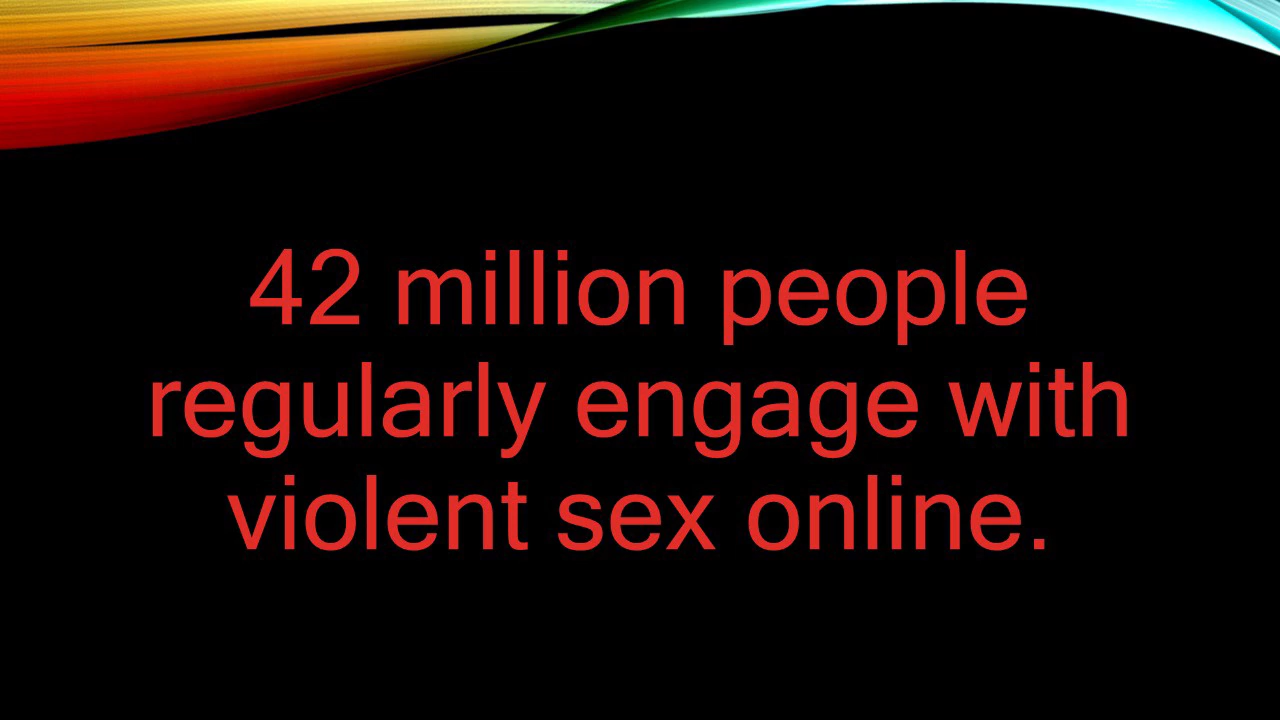 42 million people
regularly engage with
violent sex online.